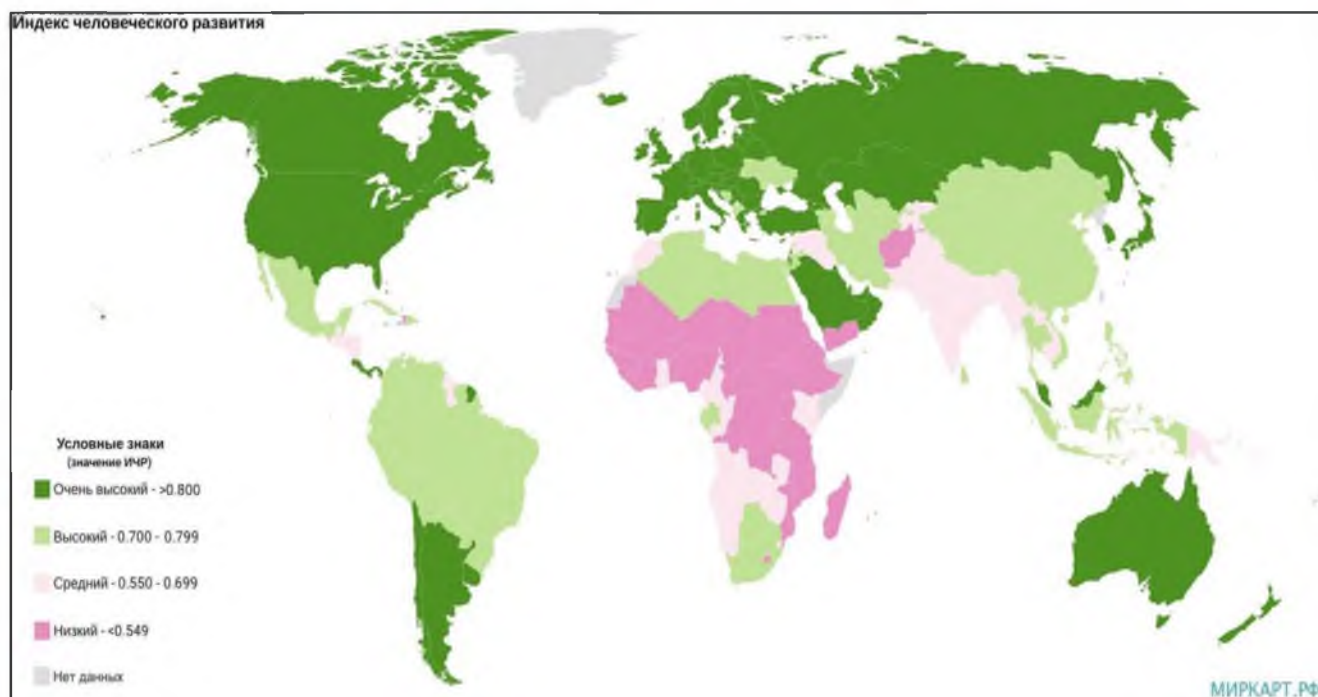 Индекс человеческого развития
Условные знаки
(значение ИЧР)
Очень высокий - >0.800
Высокий - 0.700 - 0.799
Средний - 0.550 - 0.699
Низкий - <0.549
Нет данных
МИРКАРТ.РФ